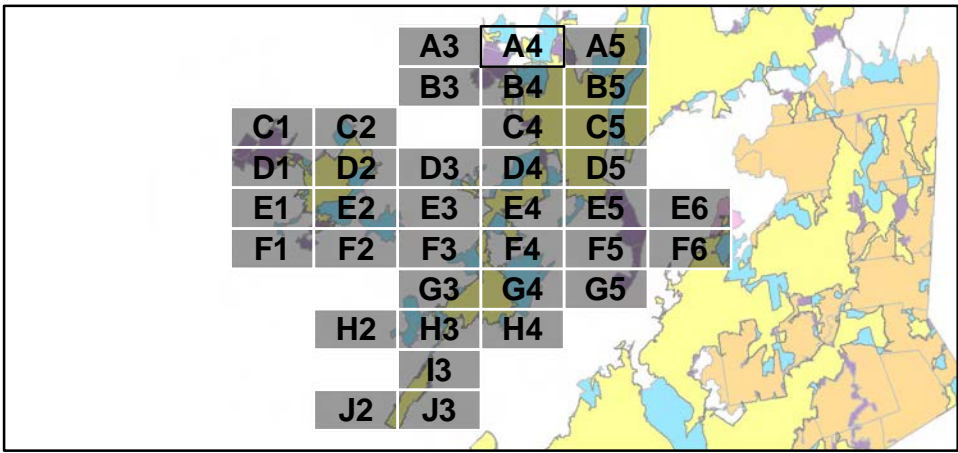 A3 A4 A5
B3 B4 B5
C1 C2 C4 C5
D1 D2 D3 D4 D5
E1 E2 E3 E4 E5 E6
F1 F2 F3 F4 F5 F6
G3 G4 G5
H2 H3 H4
I3
J2 J3